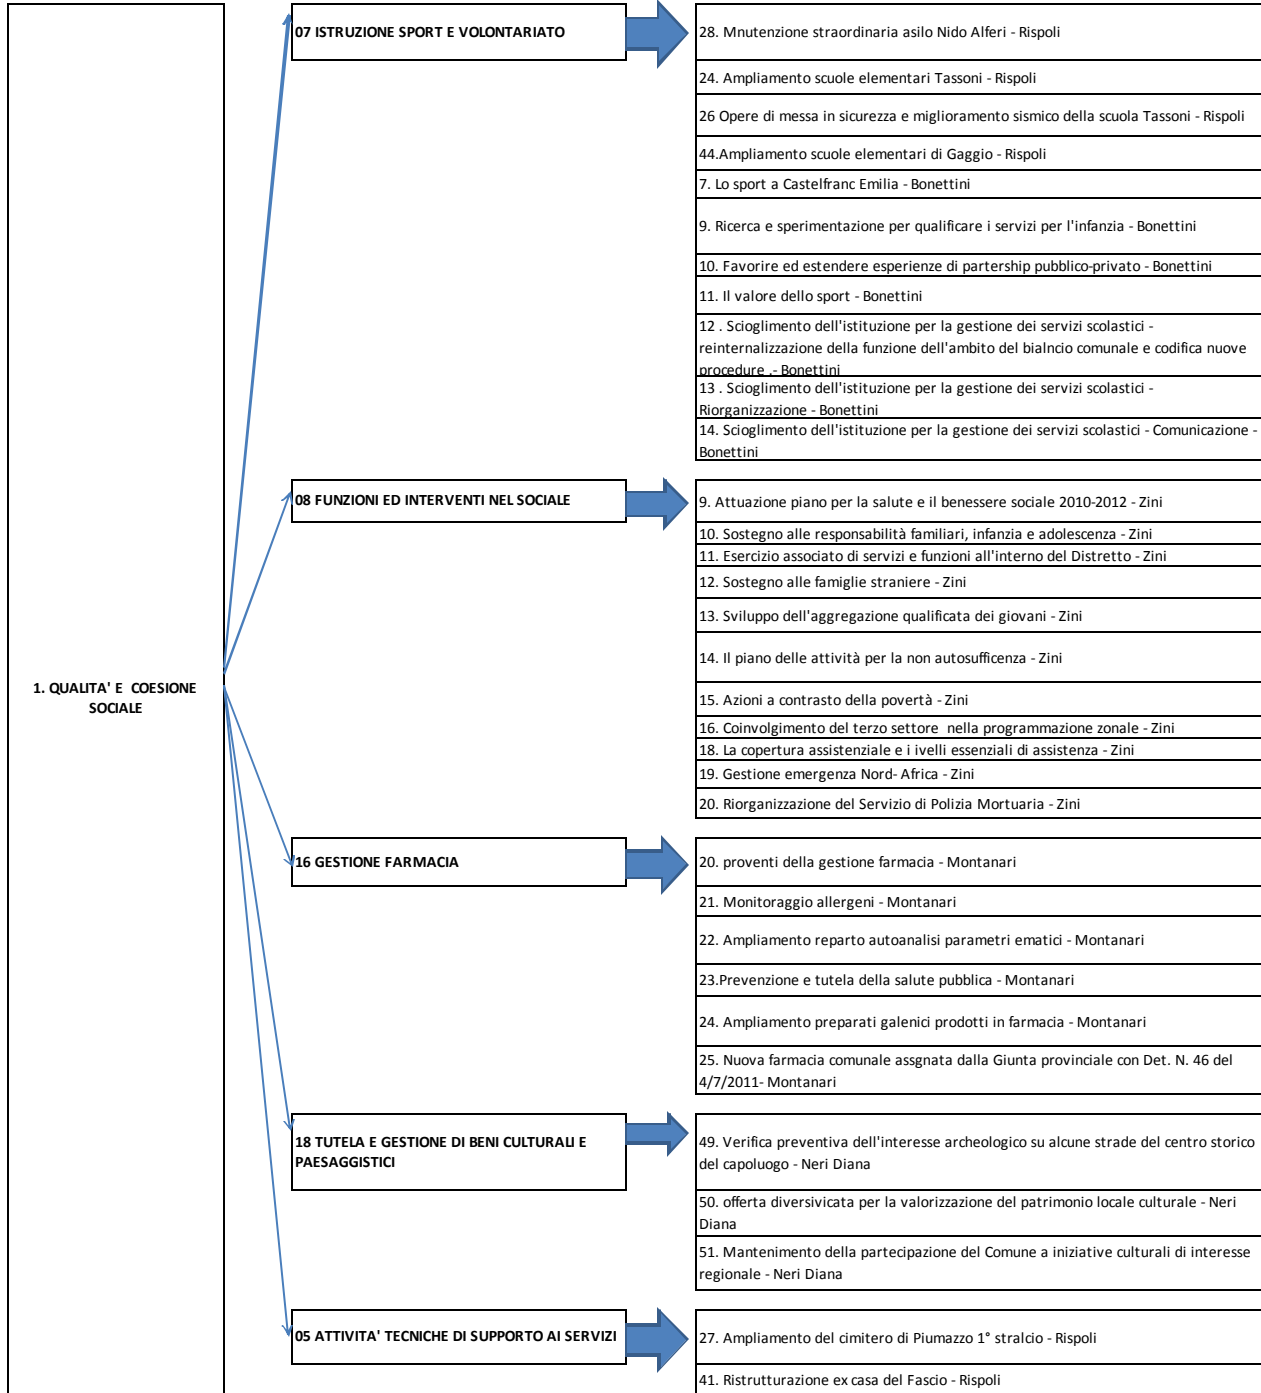 1. QUALITA' E  COESIONE
SOCIALE
07 ISTRUZIONE SPORT E VOLONTARIATO
28. Mnutenzione straordinaria asilo Nido Alferi - Rispoli
24. Ampliamento scuole elementari Tassoni - Rispoli
26 Opere di messa in sicurezza e miglioramento sismico della scuola Tassoni - Rispoli
44.Ampliamento scuole elementari di Gaggio - Rispoli
7. Lo sport a Castelfranc Emilia - Bonettini
9. Ricerca e sperimentazione per qualificare i servizi per l'infanzia - Bonettini
10. Favorire ed estendere esperienze di partership pubblico-privato - Bonettini
11. Il valore dello sport - Bonettini
12 . Scioglimento dell'istituzione per la gestione dei servizi scolastici -
reinternalizzazione della funzione dell'ambito del bialncio comunale e codifica nuove
procedure .- Bonettini
13 . Scioglimento dell'istituzione per la gestione dei servizi scolastici -
Riorganizzazione - Bonettini
14. Scioglimento dell'istituzione per la gestione dei servizi scolastici - Comunicazione -
Bonettini
08 FUNZIONI ED INTERVENTI NEL SOCIALE
9. Attuazione piano per la salute e il benessere sociale 2010-2012 - Zini
10. Sostegno alle responsabilità familiari, infanzia e adolescenza - Zini
11. Esercizio associato di servizi e funzioni all'interno del Distretto - Zini
12. Sostegno alle famiglie straniere - Zini
13. Sviluppo dell'aggregazione qualificata dei giovani - Zini
14. Il piano delle attività per la non autosufficenza - Zini
15. Azioni a contrasto della povertà - Zini
16. Coinvolgimento del terzo settore  nella programmazione zonale - Zini
18. La copertura assistenziale e i ivelli essenziali di assistenza - Zini
19. Gestione emergenza Nord- Africa - Zini
20. Riorganizzazione del Servizio di Polizia Mortuaria - Zini
16 GESTIONE FARMACIA
20. proventi della gestione farmacia - Montanari
21. Monitoraggio allergeni - Montanari
22. Ampliamento reparto autoanalisi parametri ematici - Montanari
23.Prevenzione e tutela della salute pubblica - Montanari
24. Ampliamento preparati galenici prodotti in farmacia - Montanari
25. Nuova farmacia comunale assgnata dalla Giunta provinciale con Det. N. 46 del
4/7/2011- Montanari
18 TUTELA E GESTIONE DI BENI CULTURALI E
PAESAGGISTICI
49. Verifica preventiva dell'interesse archeologico su alcune strade del centro storico
del capoluogo - Neri Diana
50. offerta diversivicata per la valorizzazione del patrimonio locale culturale - Neri
Diana
51. Mantenimento della partecipazione del Comune a iniziative culturali di interesse
regionale - Neri Diana
05 ATTIVITA' TECNICHE DI SUPPORTO AI SERVIZI
27. Ampliamento del cimitero di Piumazzo 1° stralcio - Rispoli
41. Ristrutturazione ex casa del Fascio - Rispoli